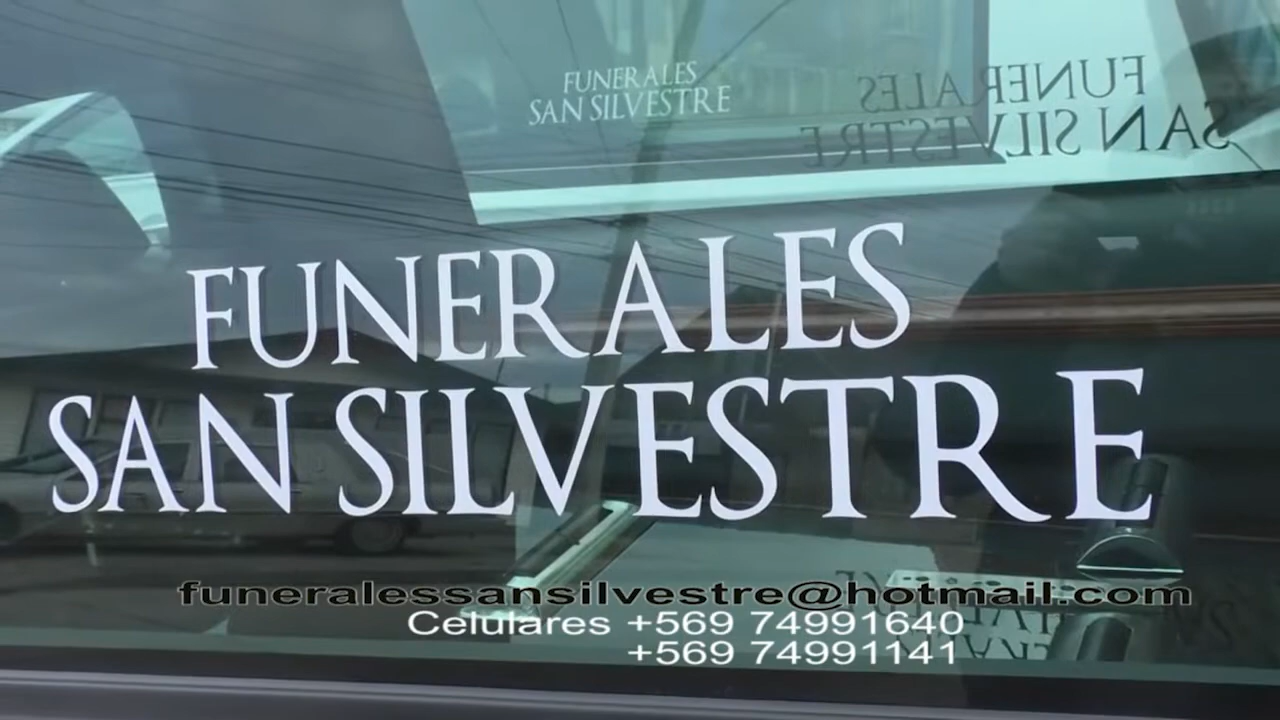 FUNERALES
SAN SILVESTRE
FUNERALES
SAN SILVESTRE
FUNERALES
SAN SILVESTRE
funeralessansilvestre@hotmail.com
Celulares +569 74991640
+569 74991141